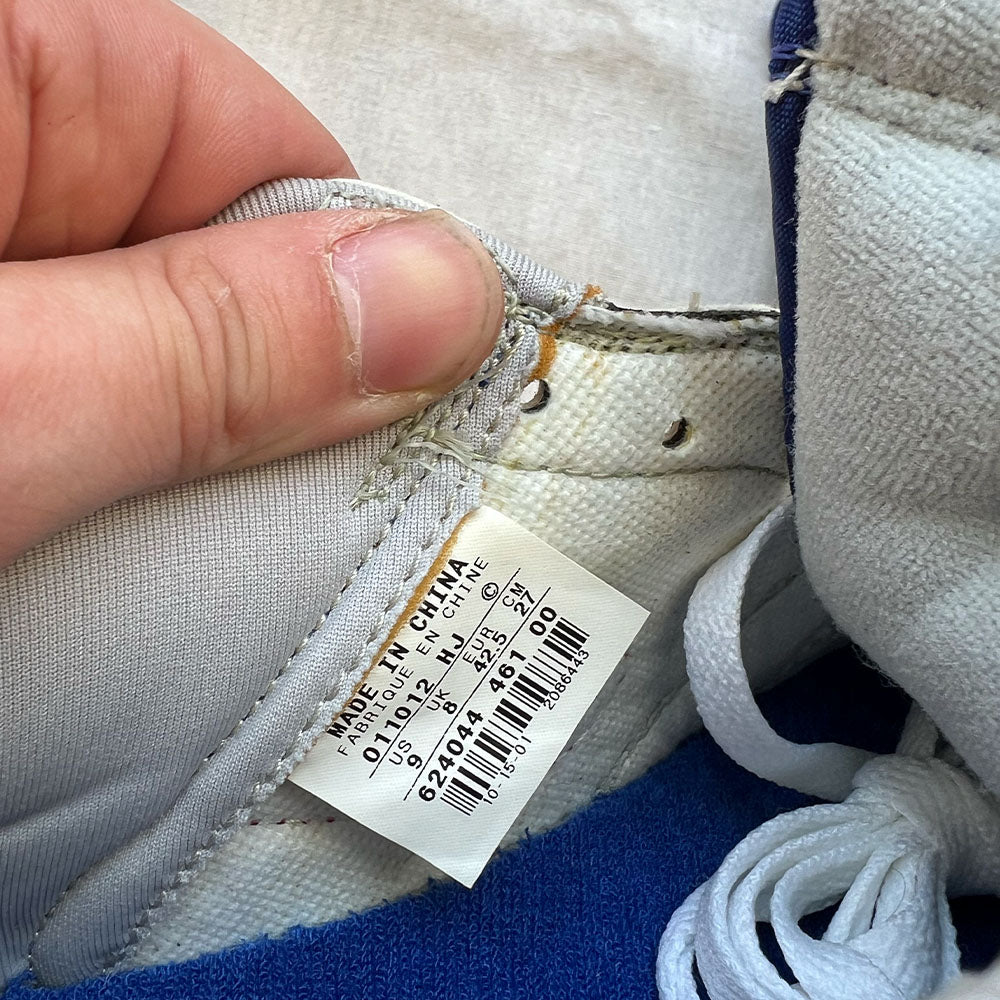 MADE IN CHINA
FABRIQUE EN CHINE
011012 HJ ©
US UK EUR CM
9 8 42.5 27
624044 461 00
10-15-01 2086443